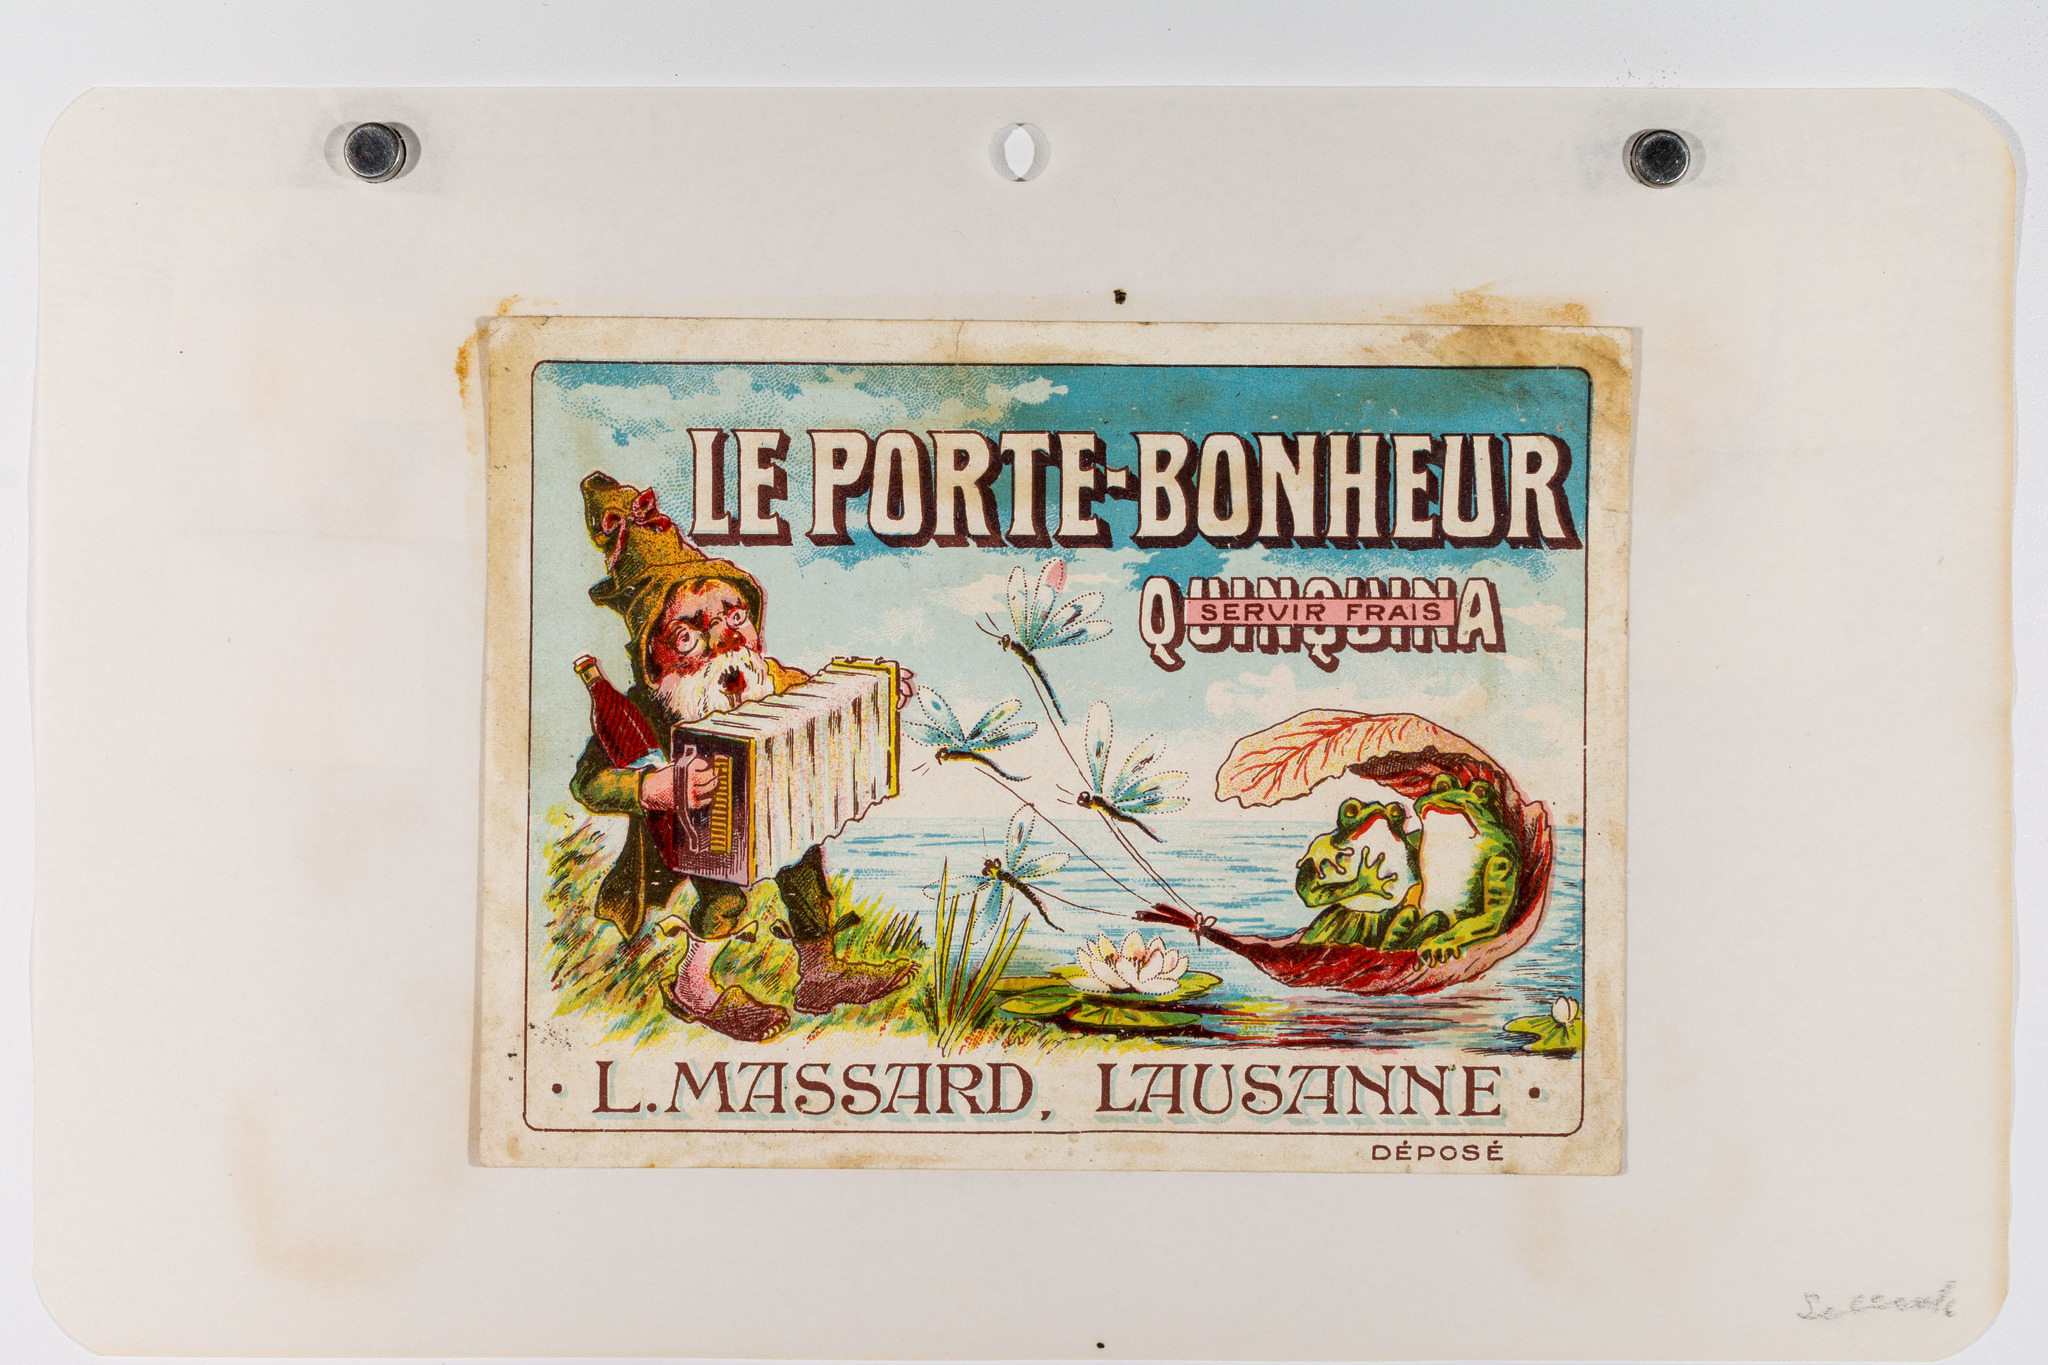 LE PORTE-BONHEUR
QUINQUINA
SERVIR FRAIS
· L. MASSARD, LAUSANNE ·
DÉPOSÉ